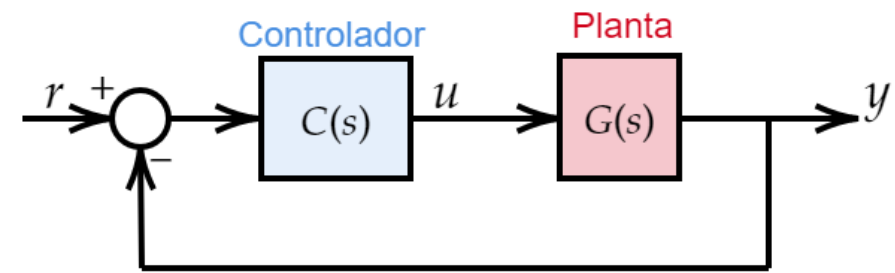 Controlador
Planta
r
+
−
C(s)
u
G(s)
y